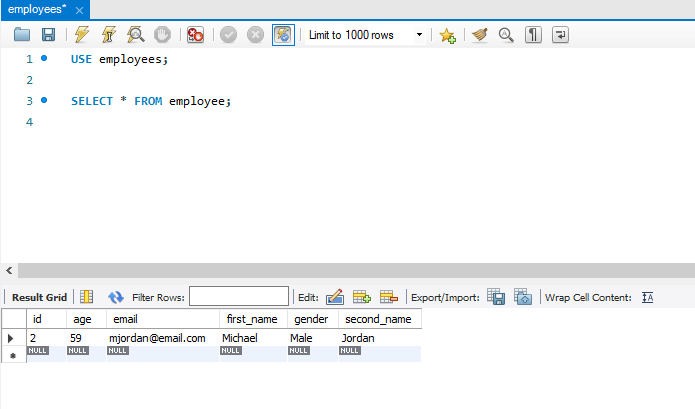 employees*
Limit to 1000 rows
1 USE employees;
2
3 SELECT * FROM employee;
4
Result Grid Filter Rows: Edit: Export/Import: Wrap Cell Content: IA
id age email first_name gender second_name
2 59 mjordan@email.com Michael Male Jordan
NULL NULL NULL NULL NULL NULL